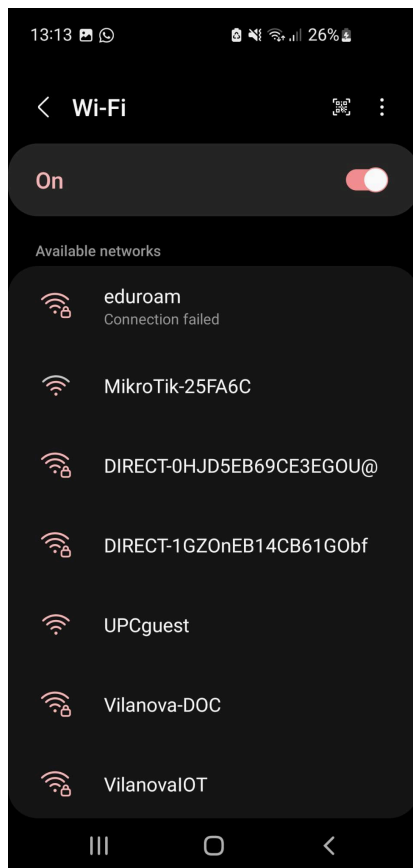 13:13 26%
Wi-Fi
On
Available networks
eduroam
Connection failed
MikroTik-25FA6C
DIRECT-0HJD5EB69CE3EGOU@
DIRECT-1GZOnEB14CB61GObf
UPCguest
Vilanova-DOC
VilanovaIOT